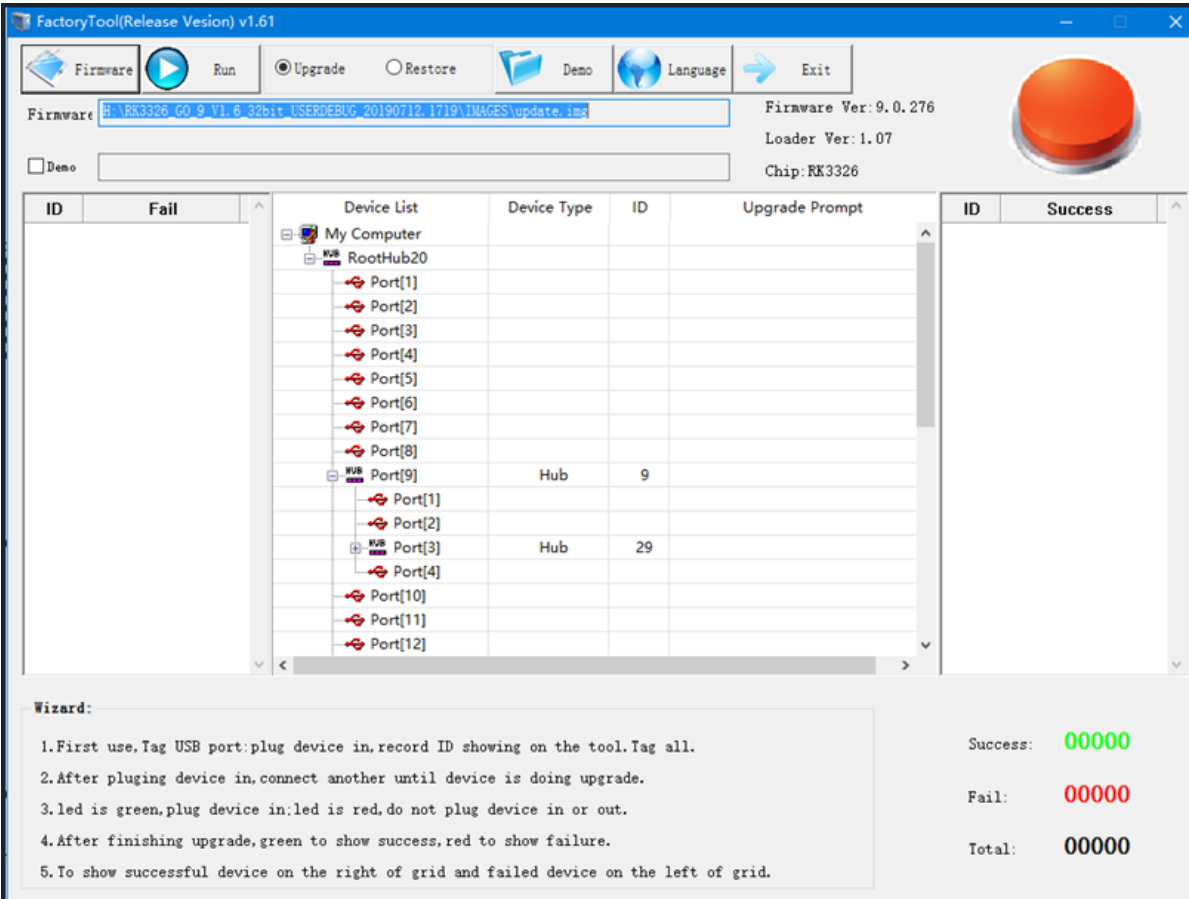 FactoryTool(Release Vesion) v1.61
Firmware Run Upgrade Restore Demo Language Exit
Firmware H:\RK3326_GO_9_V1.6_32bit_USERDEBUG_20190712.1719\IMAGES\update.img
Firmware Ver:9.0.276
Loader Ver:1.07
Demo
Chip:RK3326
ID Fail Device List Device Type ID Upgrade Prompt ID Success
My Computer
HUB RootHub20
Port[1]
Port[2]
Port[3]
Port[4]
Port[5]
Port[6]
Port[7]
Port[8]
HUB Port[9] Hub 9
Port[1]
Port[2]
HUB Port[3] Hub 29
Port[4]
Port[10]
Port[11]
Port[12]
Wizard:
1.First use,Tag USB port:plug device in,record ID showing on the tool.Tag all.
2.After pluging device in,connect another until device is doing upgrade.
3.led is green,plug device in;led is red,do not plug device in or out.
4.After finishing upgrade,green to show success,red to show failure.
5.To show successful device on the right of grid and failed device on the left of grid.
Success: 00000
Fail: 00000
Total: 00000